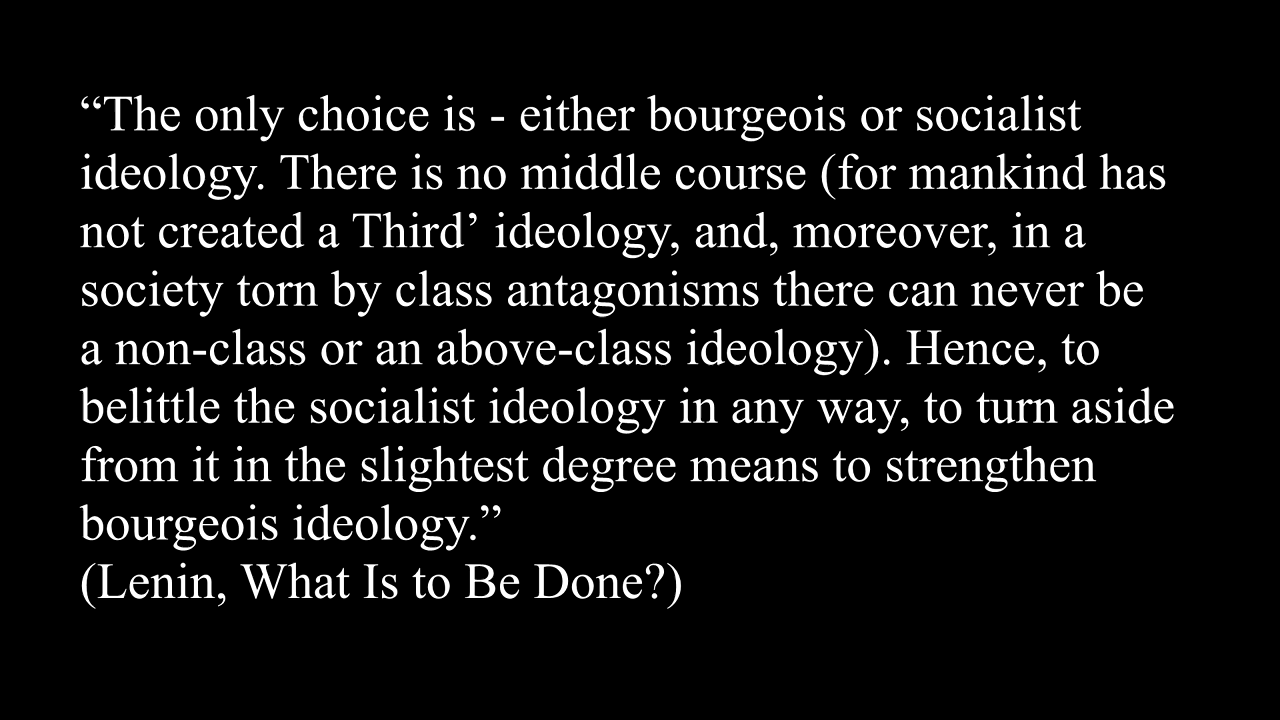 “The only choice is - either bourgeois or socialist
ideology. There is no middle course (for mankind has
not created a Third’ ideology, and, moreover, in a
society torn by class antagonisms there can never be
a non-class or an above-class ideology). Hence, to
belittle the socialist ideology in any way, to turn aside
from it in the slightest degree means to strengthen
bourgeois ideology.”
(Lenin, What Is to Be Done?)